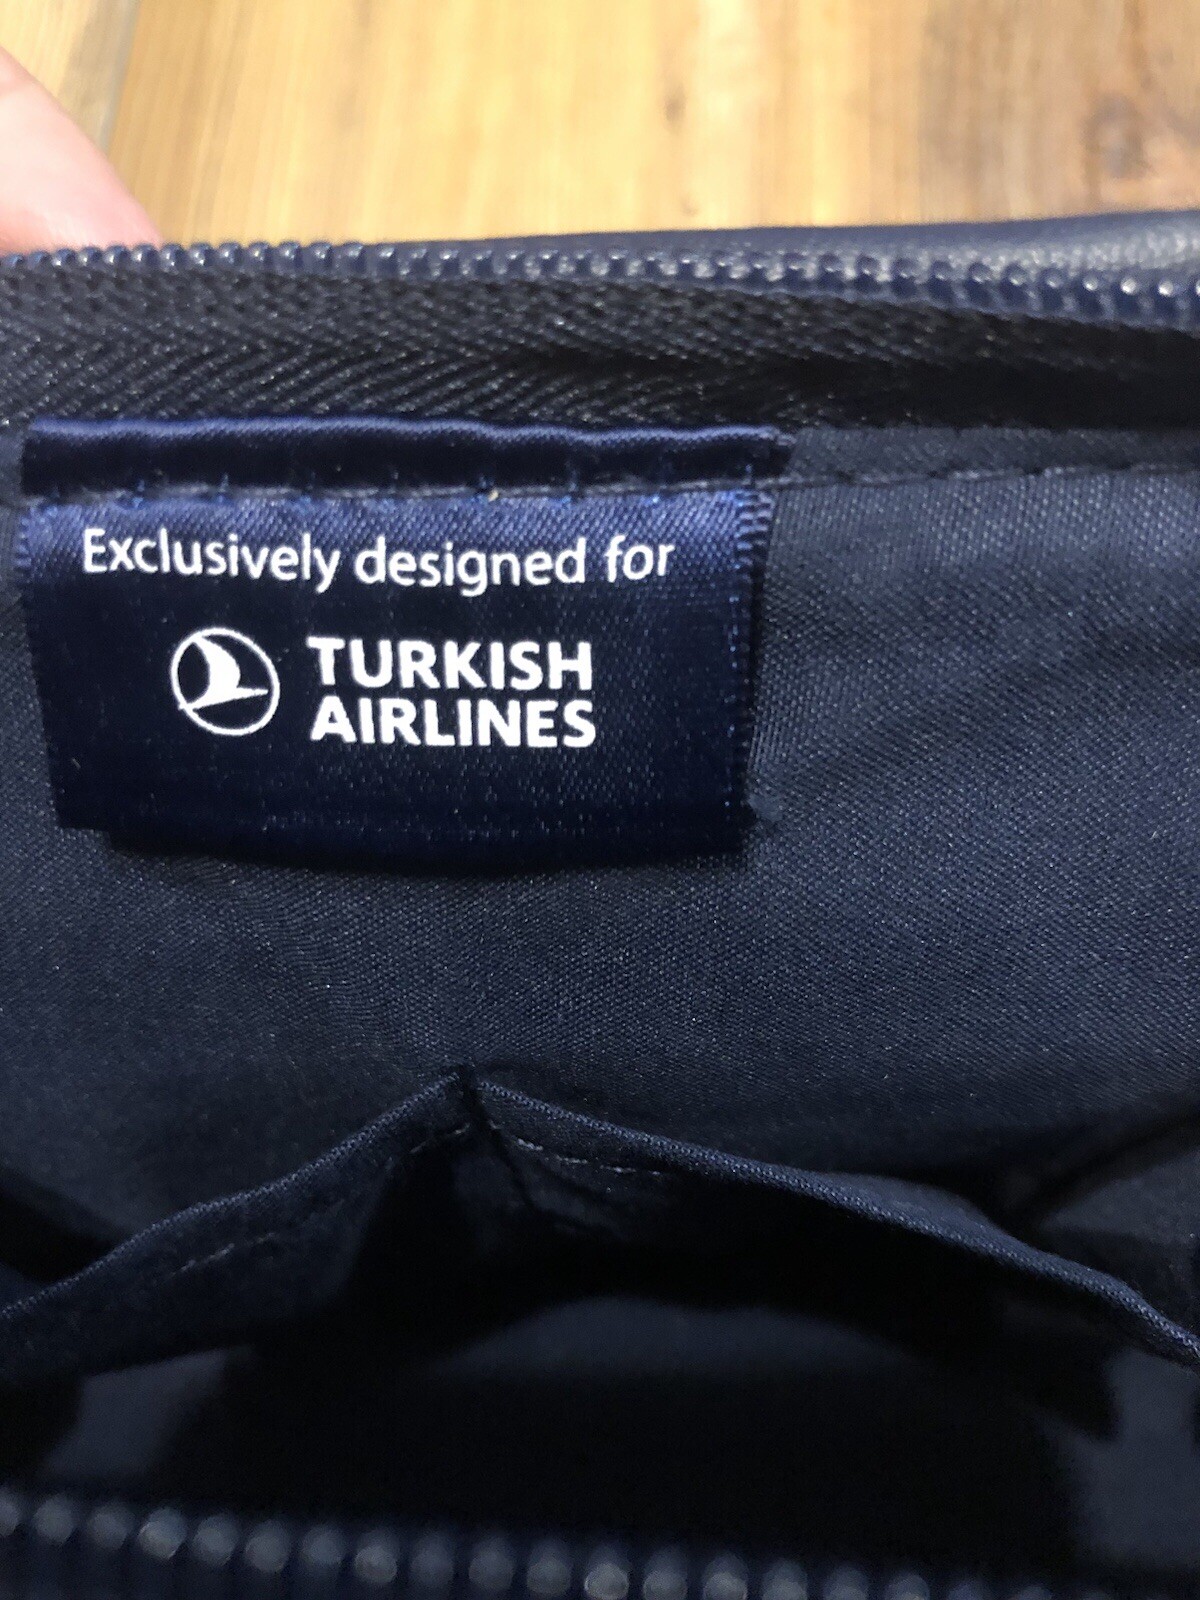 Exclusively designed for
TURKISH
AIRLINES